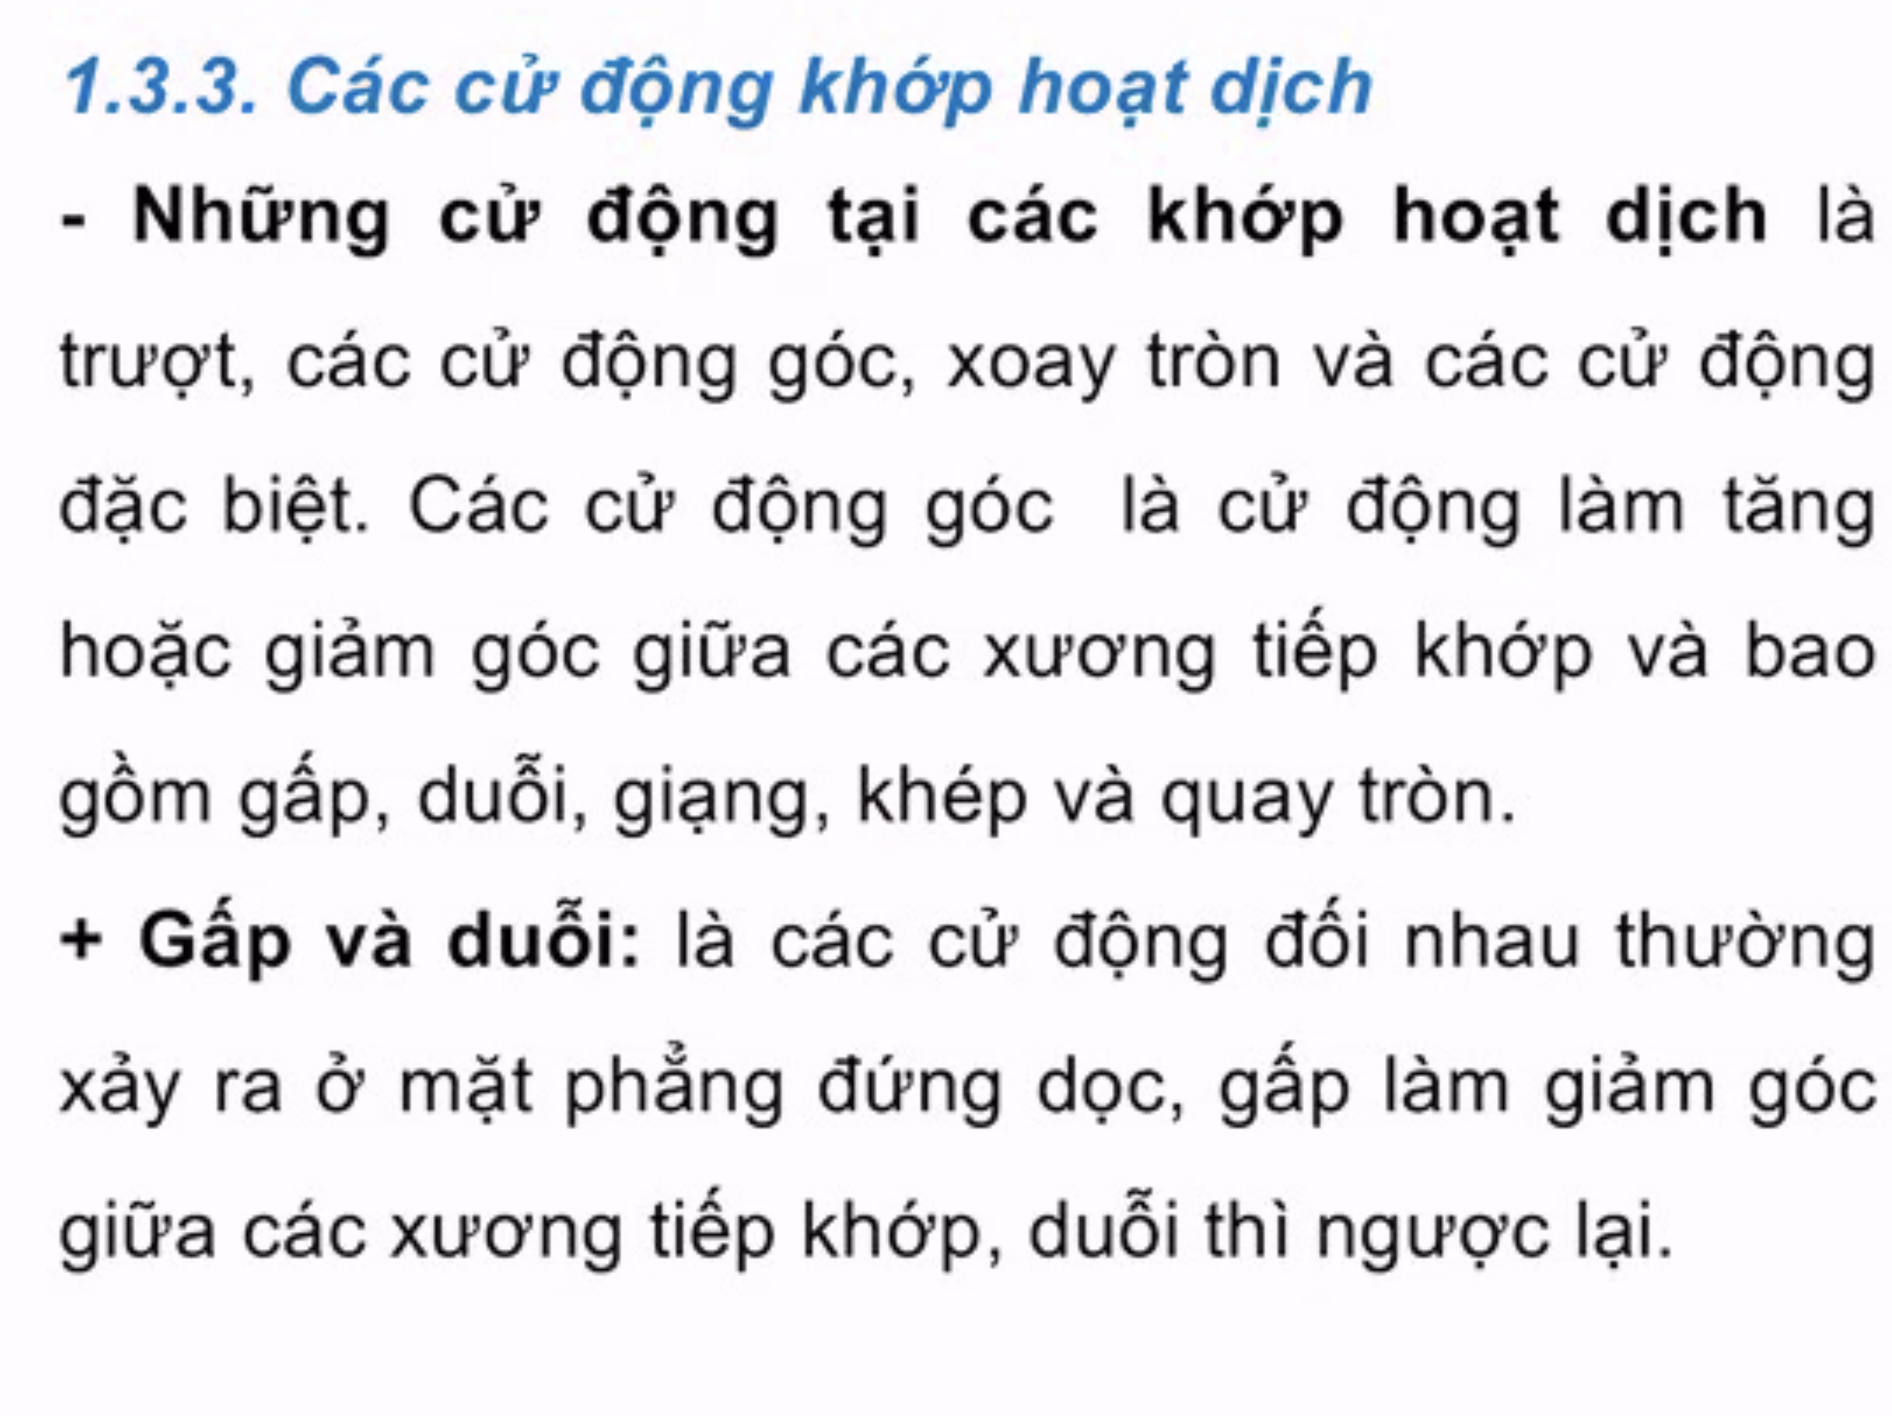 1.3.3. Các cử động khớp hoạt dịch
- Những cử động tại các khớp hoạt dịch là
trượt, các cử động góc, xoay tròn và các cử động
đặc biệt. Các cử động góc là cử động làm tăng
hoặc giảm góc giữa các xương tiếp khớp và bao
gồm gấp, duỗi, giạng, khép và quay tròn.
+ Gấp và duỗi: là các cử động đối nhau thường
xảy ra ở mặt phẳng đứng dọc, gấp làm giảm góc
giữa các xương tiếp khớp, duỗi thì ngược lại.